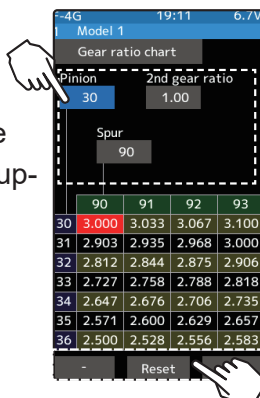 F-4G 19:11 6.7V
1 Model 1
Gear ratio chart
Pinion 2nd gear ratio
30 1.00
e
up-
Spur
90
90 91 92 93
30 3.000 3.033 3.067 3.100
31 2.903 2.935 2.968 3.000
32 2.812 2.844 2.875 2.906
33 2.727 2.758 2.788 2.818
34 2.647 2.676 2.706 2.735
35 2.571 2.600 2.629 2.657
36 2.500 2.528 2.556 2.583
- Reset